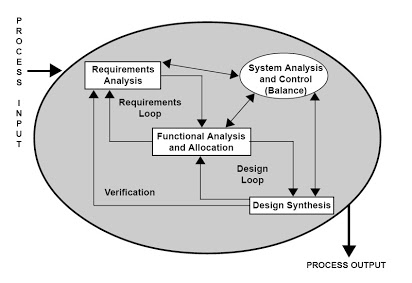 PROCESS
INPUT
Requirements
Analysis
System Analysis
and Control
(Balance)
Requirements
Loop
Functional Analysis
and Allocation
Design
Loop
Verification
Design Synthesis
PROCESS OUTPUT